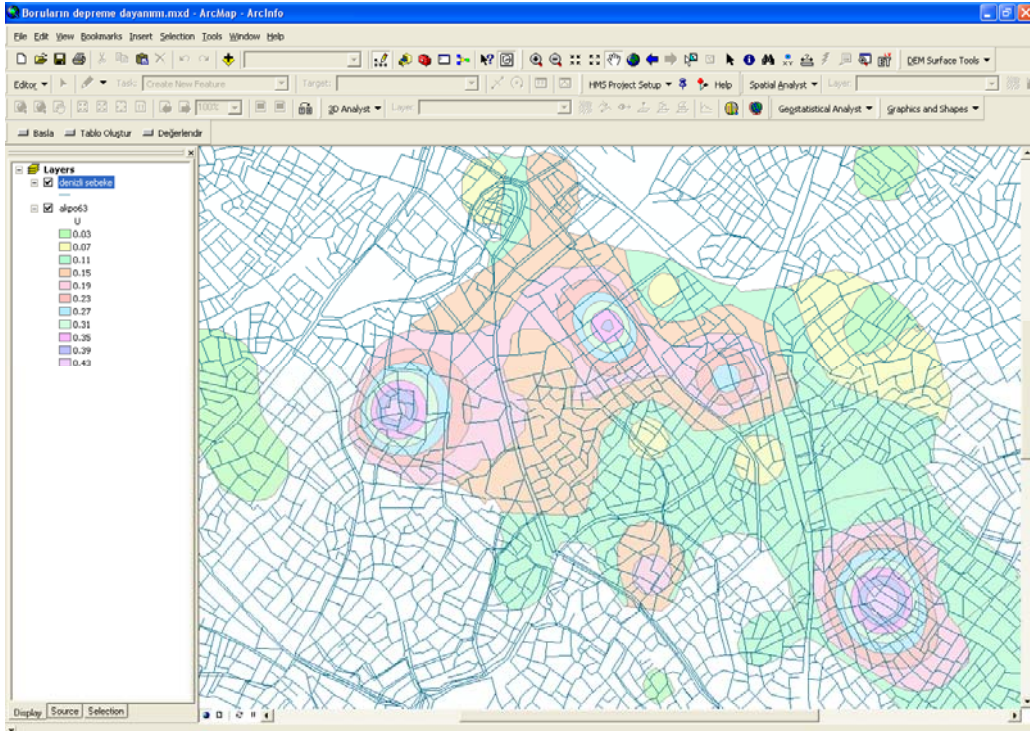 Boruların depreme dayanımı.mxd - ArcMap - ArcInfo
File Edit View Bookmarks Insert Selection Tools Window Help
DEM Surface Tools
Editor Task: Create New Feature Target: HMS Project Setup Help Spatial Analyst Layer:
100% 3D Analyst Layer: Geostatistical Analyst Graphics and Shapes
Basla Tablo Oluştur Değerlendir
Layers
denizli sebeke
akpo63
U
0.03
0.07
0.11
0.15
0.19
0.23
0.27
0.31
0.35
0.39
0.43
Display Source Selection